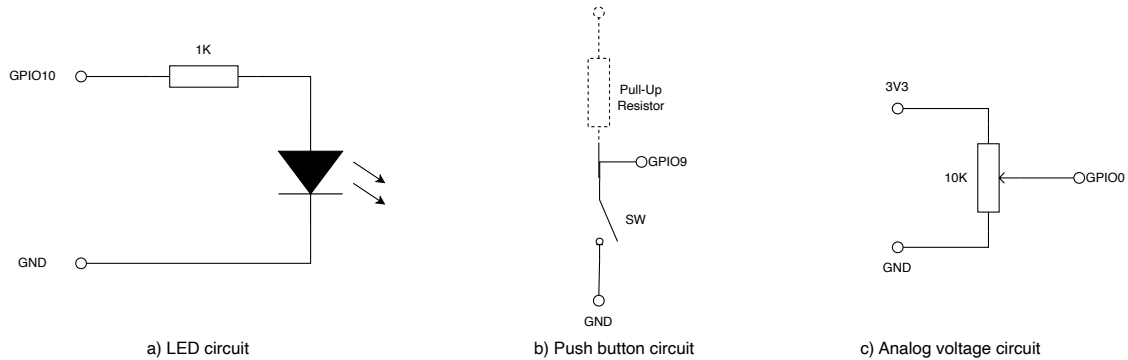 1K
GPIO10
GND
a) LED circuit
Pull-Up
Resistor
GPIO9
SW
GND
b) Push button circuit
3V3
10K
GPIO0
GND
c) Analog voltage circuit